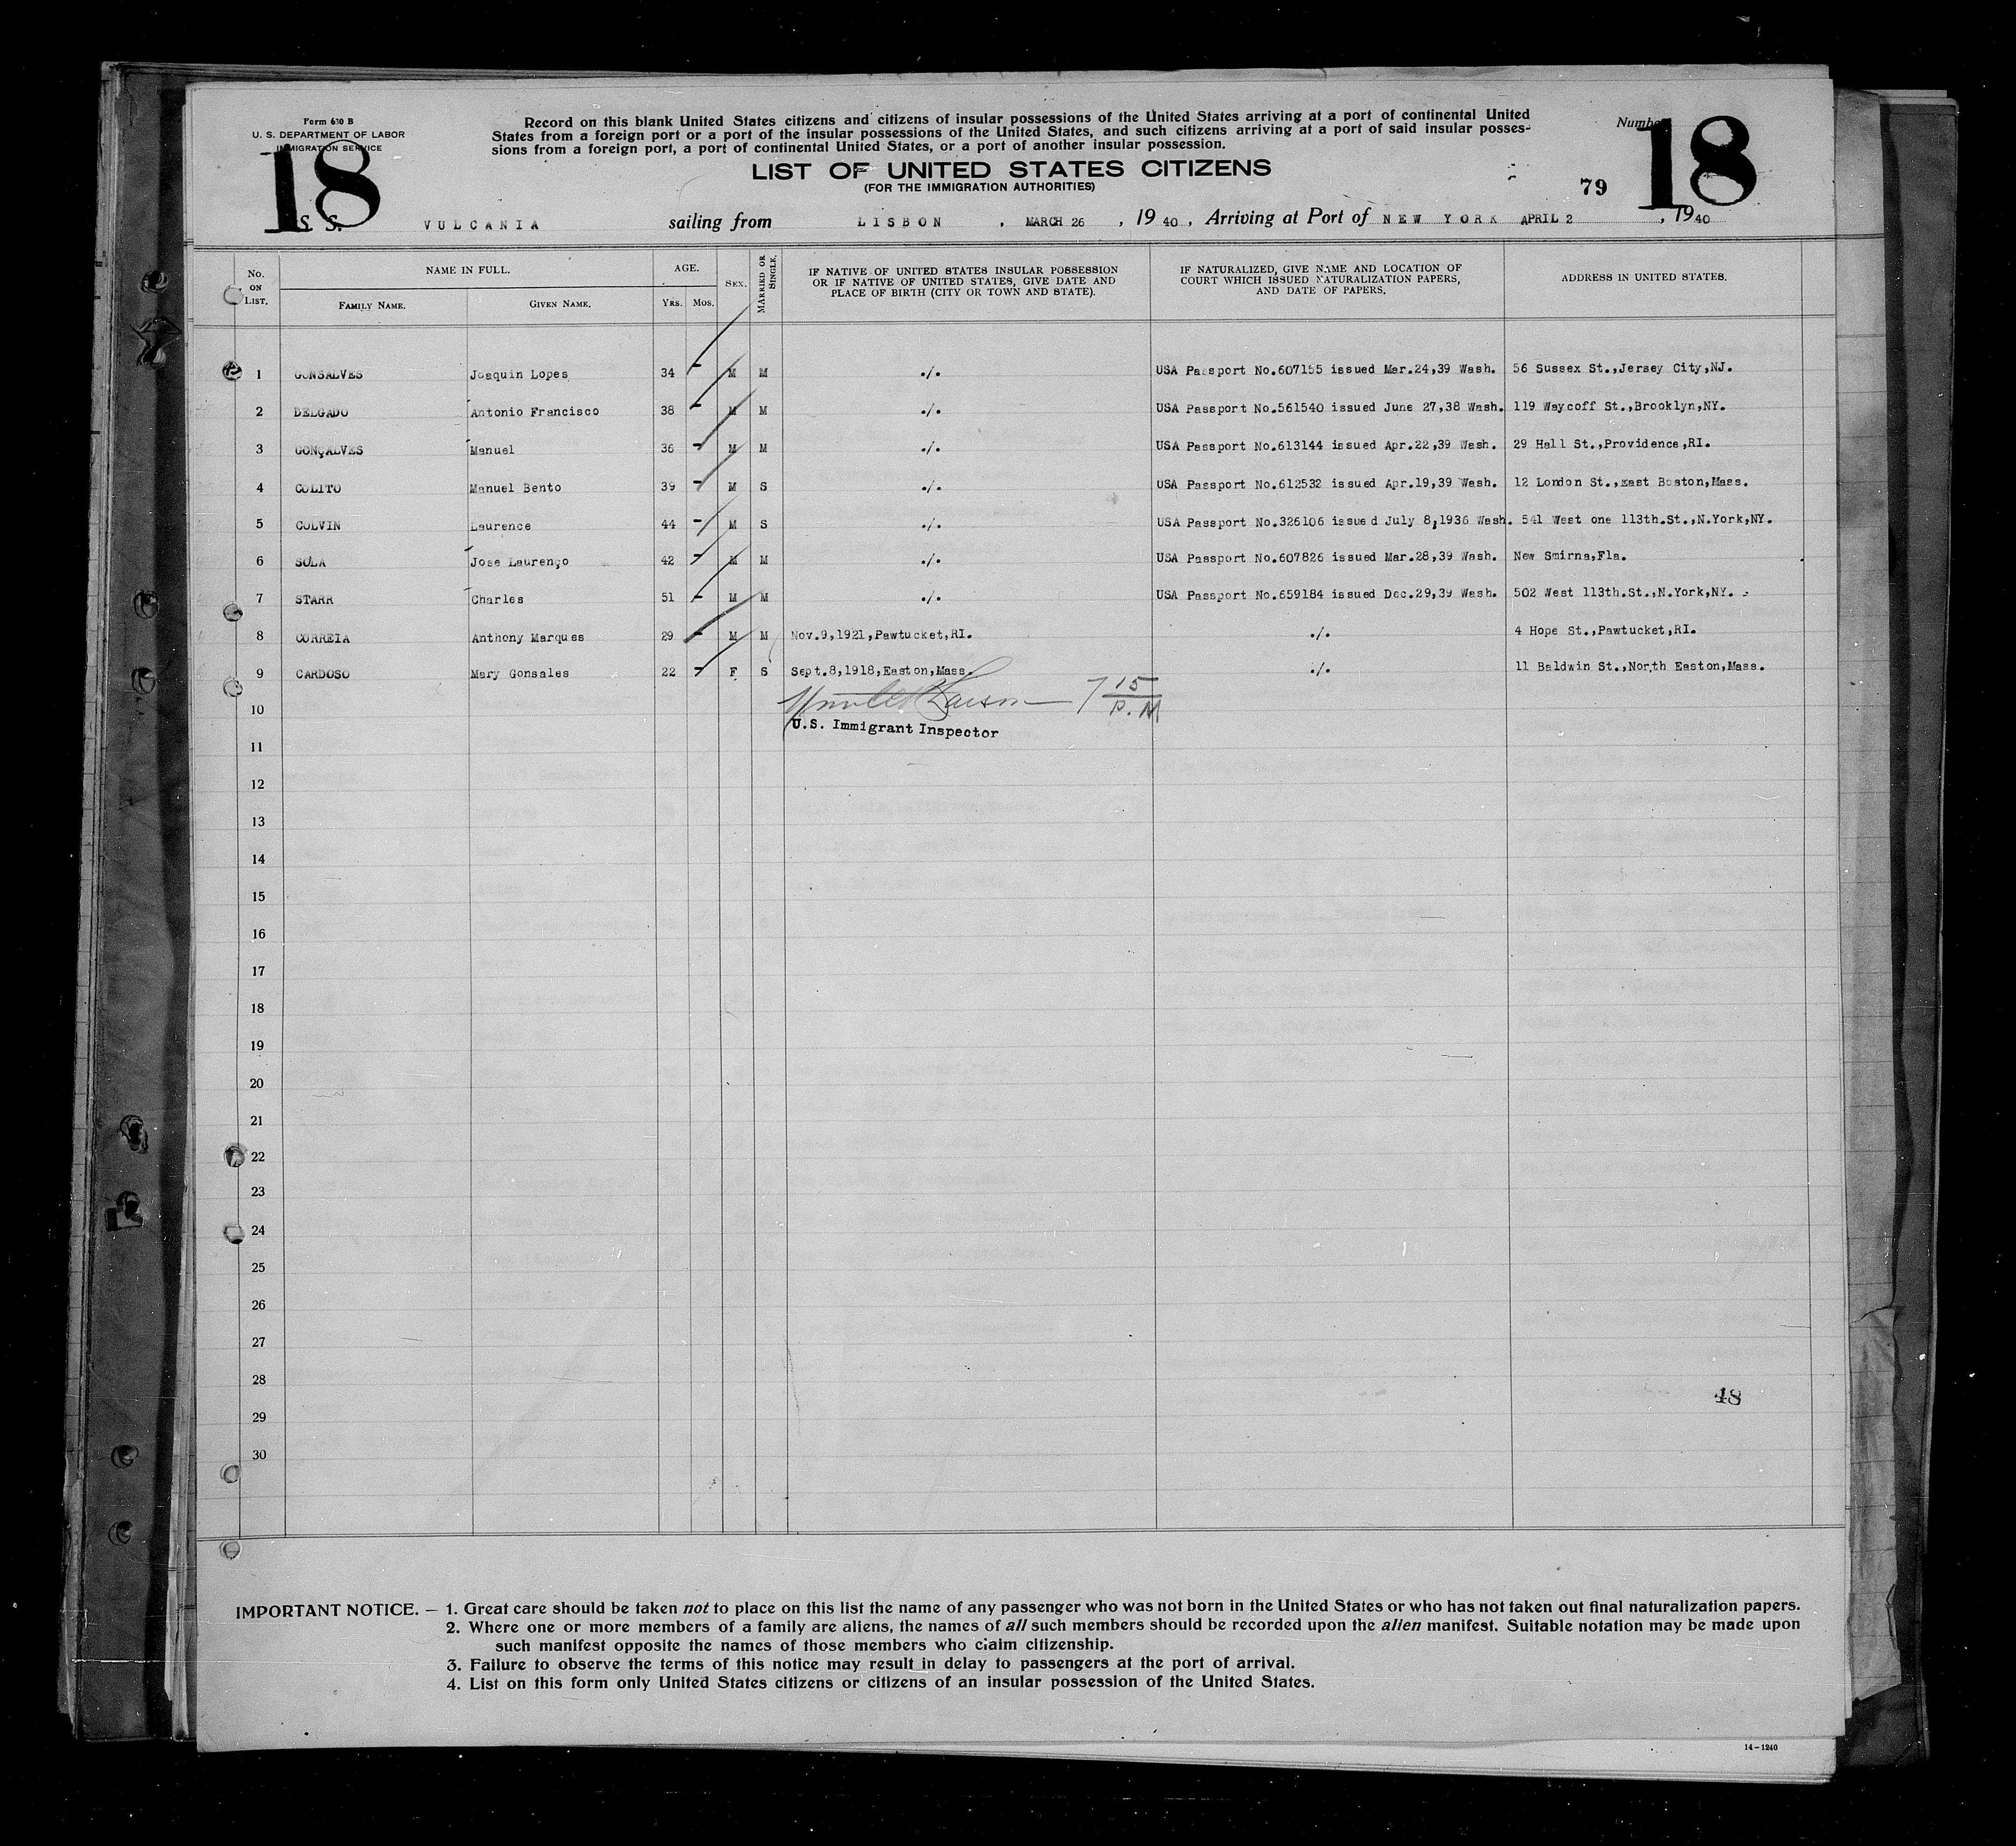 Form 630 B
U. S. DEPARTMENT OF LABOR
IMMIGRATION SERVICE
18
Record on this blank United States citizens and citizens of insular possessions of the United States arriving at a port of continental United
States from a foreign port or a port of the insular possessions of the United States, and such citizens arriving at a port of said insular posses-
sions from a foreign port, a port of continental United States, or a port of another insular possession.
Number 18
LIST OF UNITED STATES CITIZENS
(FOR THE IMMIGRATION AUTHORITIES)
79
S. S. VULCANIA sailing from LISBON , MARCH 26 , 19 40 , Arriving at Port of NEW YORK APRIL 2 , 19 40
No. ON LIST. NAME IN FULL. FAMILY NAME. GIVEN NAME. AGE. YRS. MOS. SEX. MARRIED OR SINGLE. IF NATIVE OF UNITED STATES INSULAR POSSESSION OR IF NATIVE OF UNITED STATES, GIVE DATE AND PLACE OF BIRTH (CITY OR TOWN AND STATE). IF NATURALIZED, GIVE NAME AND LOCATION OF COURT WHICH ISSUED NATURALIZATION PAPERS, AND DATE OF PAPERS. ADDRESS IN UNITED STATES.
1 GONSALVES Joaquin Lopes 34 - M M ./. USA Passport No.607155 issued Mar.24,39 Wash. 56 Sussex St.,Jersey City,NJ.
2 DELGADO Antonio Francisco 38 - M M ./. USA Passport No.561540 issued June 27,38 Wash. 119 Waycoff St.,Brooklyn,NY.
3 GONÇALVES Manuel 36 - M M ./. USA Passport No.613144 issued Apr.22,39 Wash. 29 Hall St.,Providence,RI.
4 COLITO Manuel Bento 39 - M S ./. USA Passport No.612532 issued Apr.19,39 Wash. 12 London St.,East Boston,Mass.
5 COLVIN Laurence 44 - M S ./. USA Passport No.326106 issued July 8,1936 Wash. 541 West one 113th.St.,N.York,NY.
6 SOLA Jose Laurenço 42 - M M ./. USA Passport No.607826 issued Mar.28,39 Wash. New Smirna,Fla.
7 STARR Charles 51 - M M ./. USA Passport No.659184 issued Dec.29,39 Wash. 502 West 113th.St.,N.York,NY.
8 CORREIA Anthony Marques 29 - M M Nov.9,1921,Pawtucket,RI. ./. 4 Hope St.,Pawtucket,RI.
9 CARDOSO Mary Gonsales 22 - F S Sept.8,1918,Easton,Mass. ./. 11 Baldwin St.,North Easton,Mass.
10 7 15 P.M
U.S. Immigrant Inspector
11
12
13
14
15
16
17
18
19
20
21
22
23
24
25
26
27
28
48
29
30
IMPORTANT NOTICE. — 1. Great care should be taken not to place on this list the name of any passenger who was not born in the United States or who has not taken out final naturalization papers.
2. Where one or more members of a family are aliens, the names of all such members should be recorded upon the alien manifest. Suitable notation may be made upon
such manifest opposite the names of those members who claim citizenship.
3. Failure to observe the terms of this notice may result in delay to passengers at the port of arrival.
4. List on this form only United States citizens or citizens of an insular possession of the United States.
14—1240